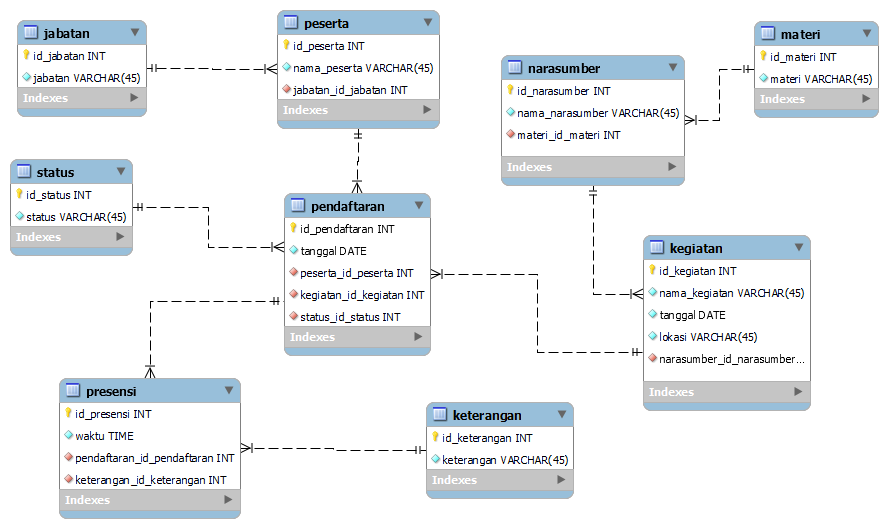 jabatan
id_jabatan INT
jabatan VARCHAR(45)
Indexes
peserta
id_peserta INT
nama_peserta VARCHAR(45)
jabatan_id_jabatan INT
Indexes
narasumber
id_narasumber INT
nama_narasumber VARCHAR(45)
materi_id_materi INT
Indexes
materi
id_materi INT
materi VARCHAR(45)
Indexes
status
id_status INT
status VARCHAR(45)
Indexes
pendaftaran
id_pendaftaran INT
tanggal DATE
peserta_id_peserta INT
kegiatan_id_kegiatan INT
status_id_status INT
Indexes
kegiatan
id_kegiatan INT
nama_kegiatan VARCHAR(45)
tanggal DATE
lokasi VARCHAR(45)
narasumber_id_narasumber...
Indexes
presensi
id_presensi INT
waktu TIME
pendaftaran_id_pendaftaran INT
keterangan_id_keterangan INT
Indexes
keterangan
id_keterangan INT
keterangan VARCHAR(45)
Indexes